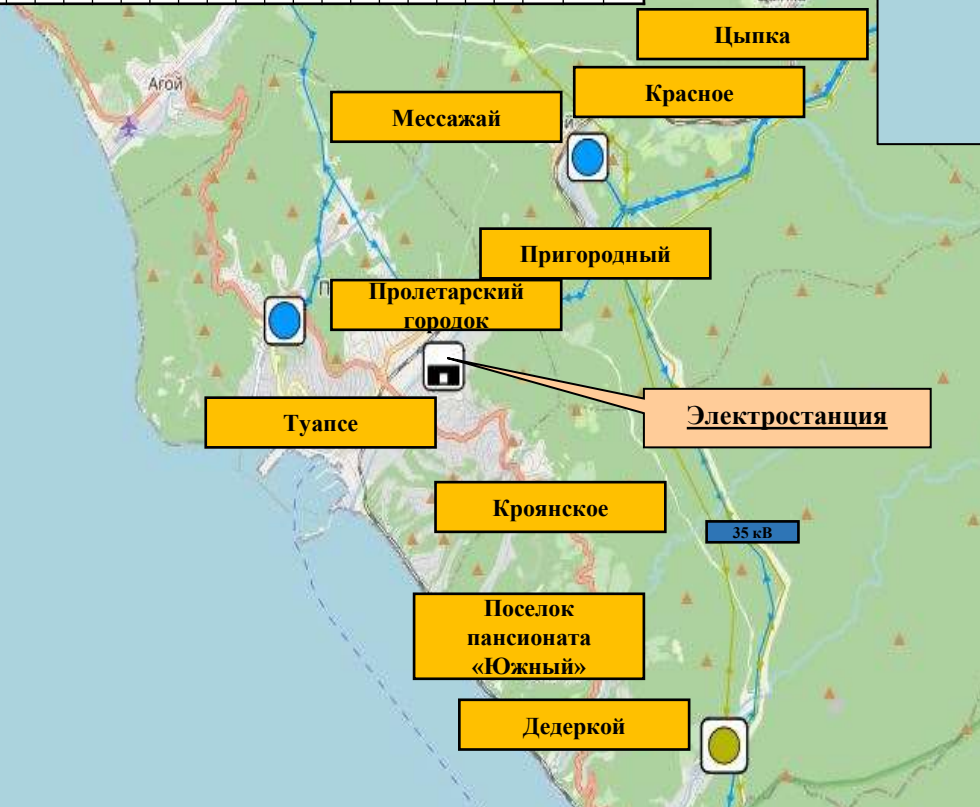 Цыпка
Красное
Агой
Мессажай
й
Пригородный
П
Пролетарский
городок
Туапсе
Электростанция
Кроянское
35 кВ
Поселок
пансионата
«Южный»
Дедеркой